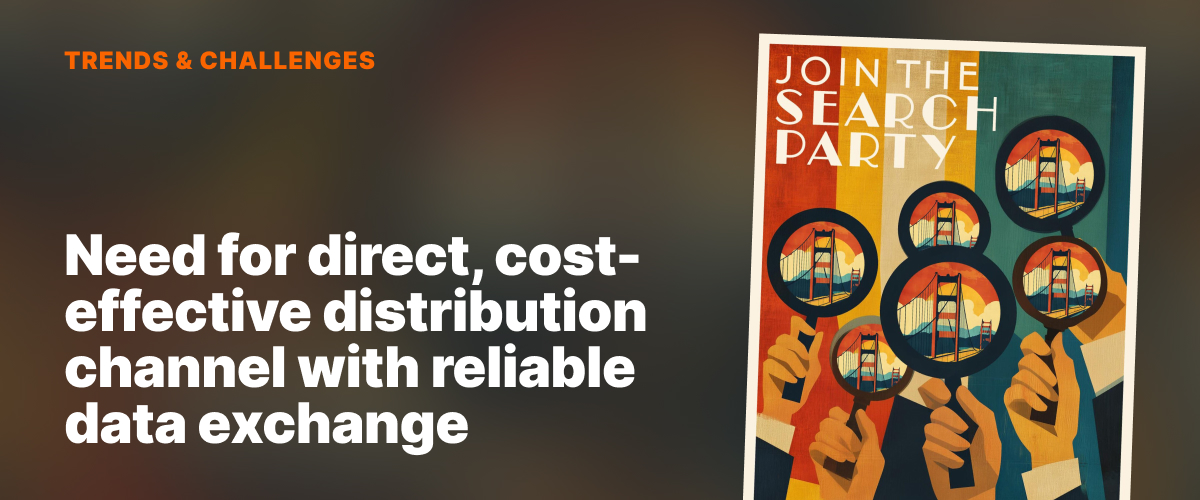 TRENDS & CHALLENGES
Need for direct, cost-
effective distribution
channel with reliable
data exchange
JOIN THE
SEARCH
PARTY